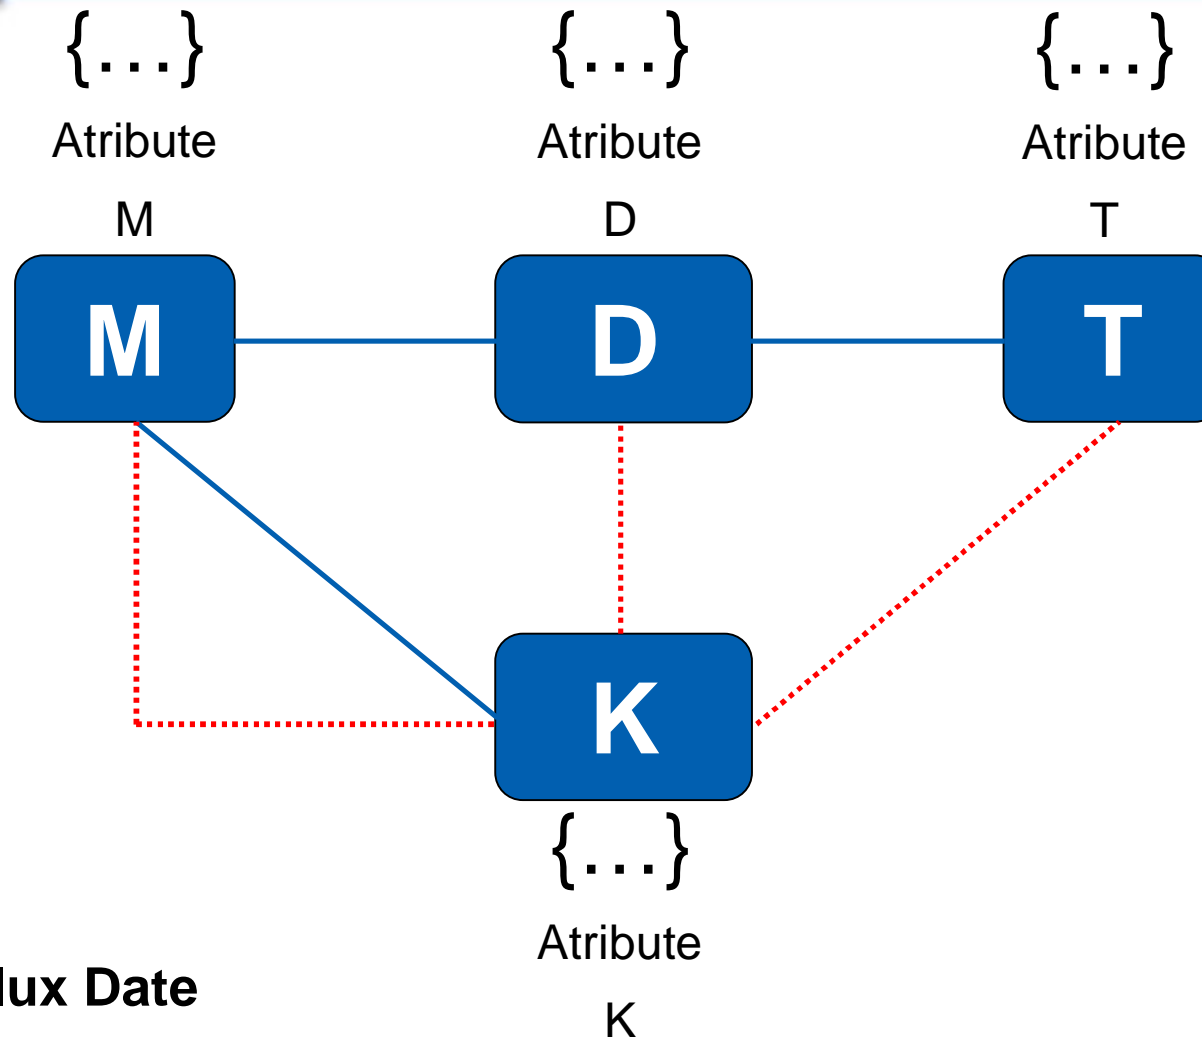 {...} {...} {...}
Atribute Atribute Atribute
M D T
M D T
K
{...}
Atribute
lux Date
K